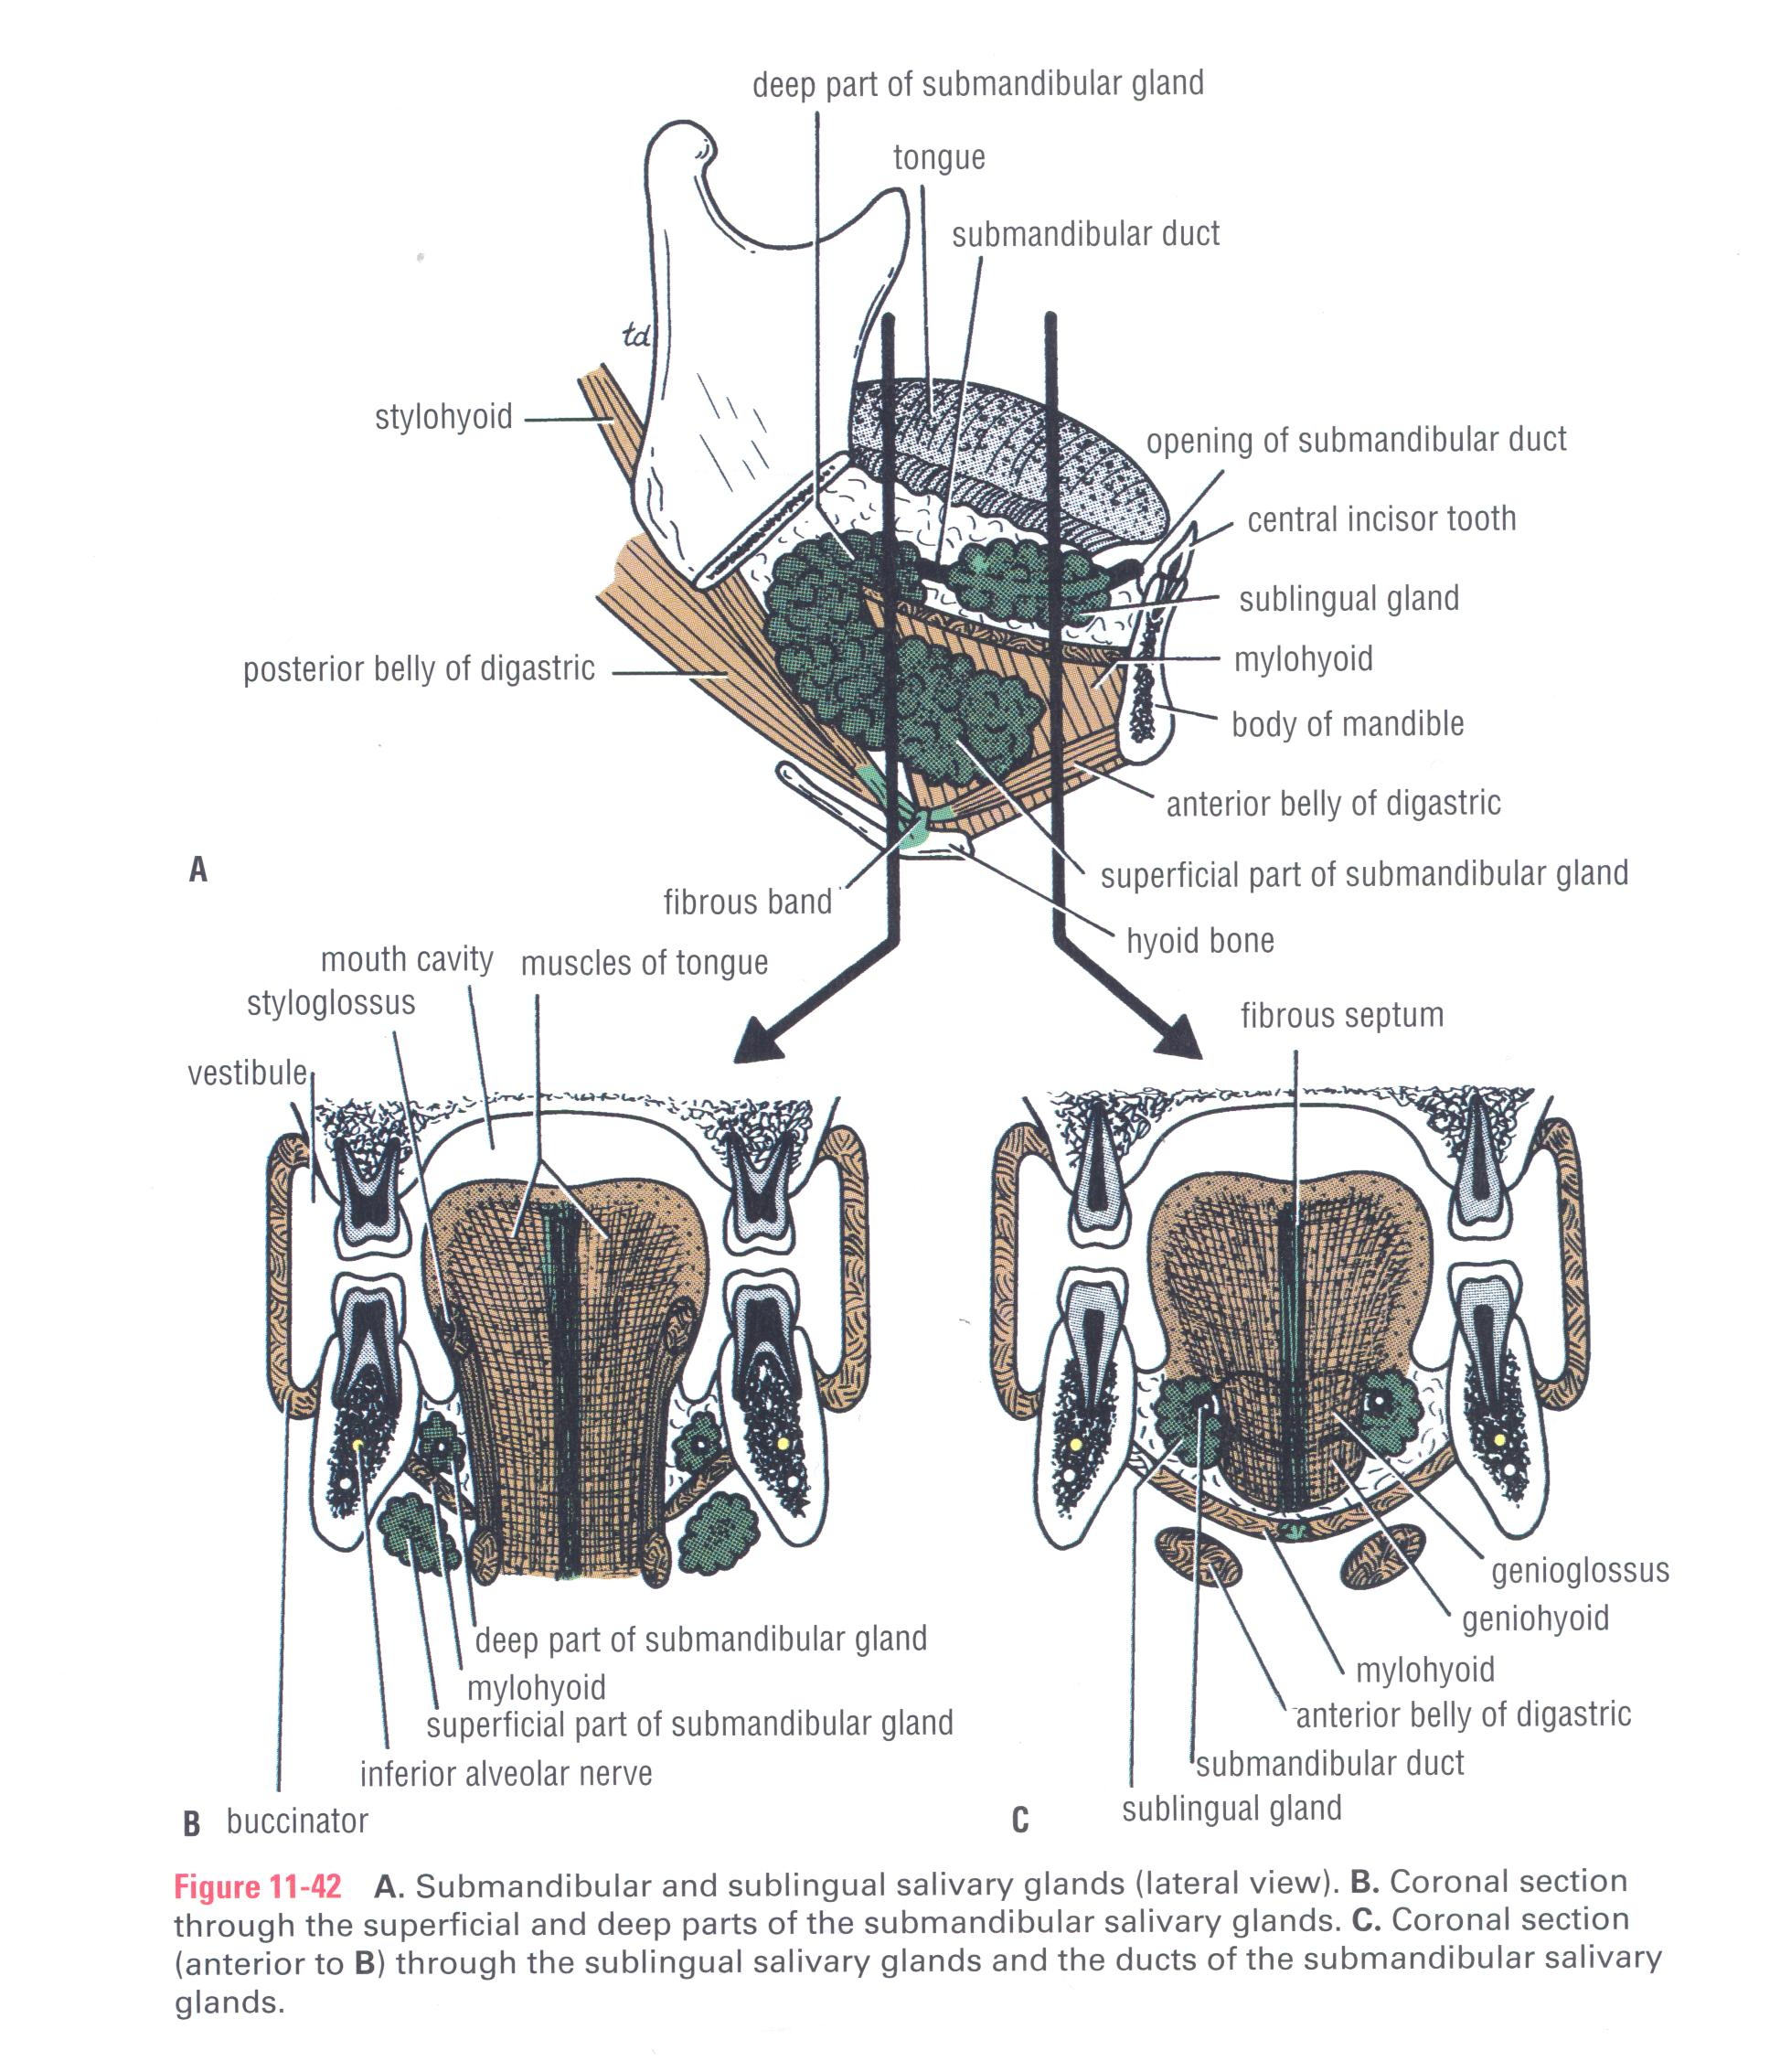 deep part of submandibular gland
tongue
submandibular duct
td
stylohyoid
opening of submandibular duct
central incisor tooth
sublingual gland
mylohyoid
posterior belly of digastric
body of mandible
anterior belly of digastric
A
superficial part of submandibular gland
fibrous band
hyoid bone
mouth cavity
muscles of tongue
styloglossus
fibrous septum
vestibule
deep part of submandibular gland
mylohyoid
superficial part of submandibular gland
inferior alveolar nerve
B buccinator
genioglossus
geniohyoid
mylohyoid
anterior belly of digastric
submandibular duct
sublingual gland
C
Figure 11-42 A. Submandibular and sublingual salivary glands (lateral view). B. Coronal section
through the superficial and deep parts of the submandibular salivary glands. C. Coronal section
(anterior to B) through the sublingual salivary glands and the ducts of the submandibular salivary
glands.